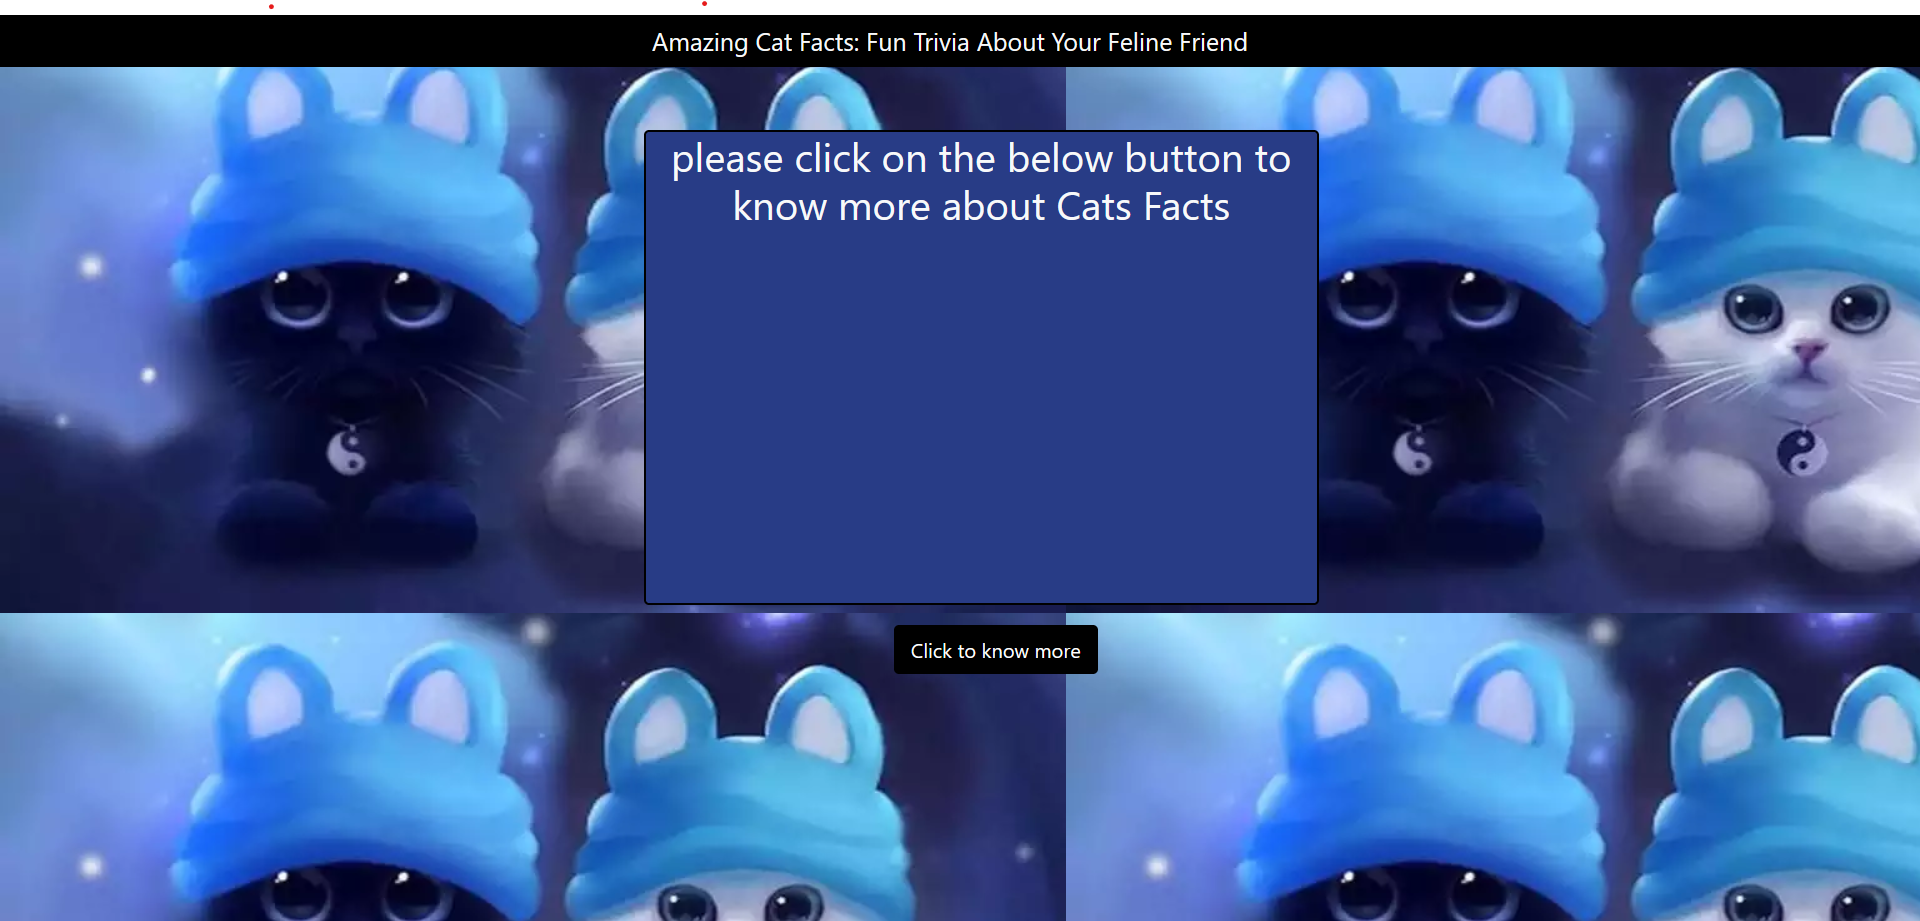 Amazing Cat Facts: Fun Trivia About Your Feline Friend
please click on the below button to
know more about Cats Facts
Click to know more